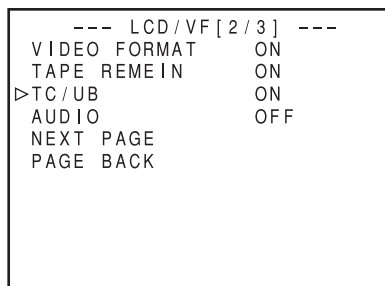 --- LCD/VF[2/3] ---
VIDEO FORMAT ON
TAPE REMEIN ON
▷TC/UB ON
AUDIO OFF
NEXT PAGE
PAGE BACK